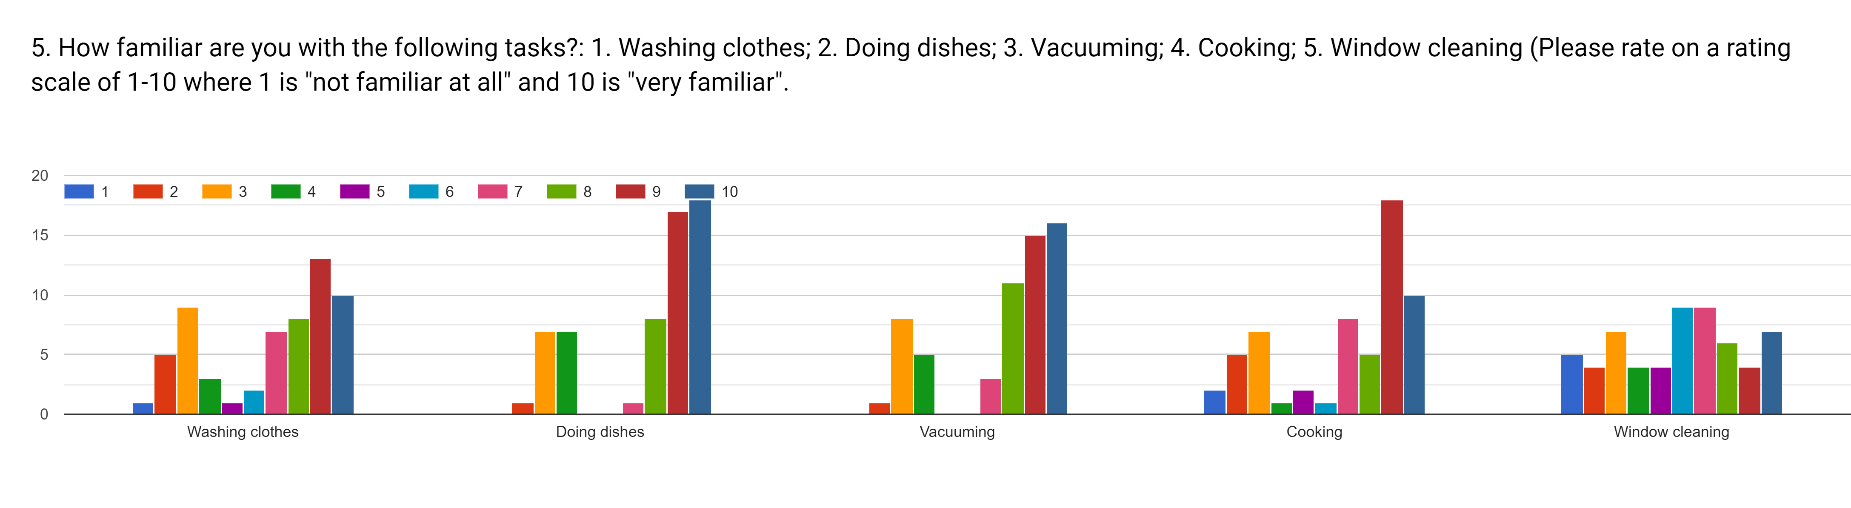 5. How familiar are you with the following tasks?: 1. Washing clothes; 2. Doing dishes; 3. Vacuuming; 4. Cooking; 5. Window cleaning (Please rate on a rating
scale of 1-10 where 1 is "not familiar at all" and 10 is "very familiar".
20
1 2 3 4 5 6 7 8 9 10
15
10
5
0
Washing clothes Doing dishes Vacuuming Cooking Window cleaning